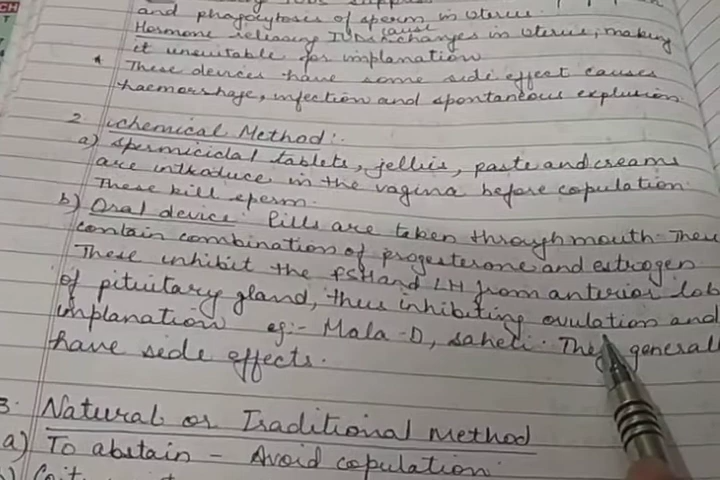 and phagocytosis of sperm in uterus.
Hormone releasing IUDs cause changes in uterus, making
it unsuitable for implanation
* These devices have some side effect causes
haemorrhage, infection and spontaneous explusion
2. chemical Method:-
a) spermicidal tablets, jellies, paste and creams
are introduce in the vagina before copulation.
These kill sperm.
b) Oral device: Pills are taken through mouth. They
contain combination of progesterone and estrogen
These inhibit the FSH and LH from anterior lob
of pituitary gland, thus inhibiting ovulation and
implanation eg:- Mala-D, saheli. They general
have side effects.
3. Natural or Traditional Method
a) To abstain - Avoid copulation.